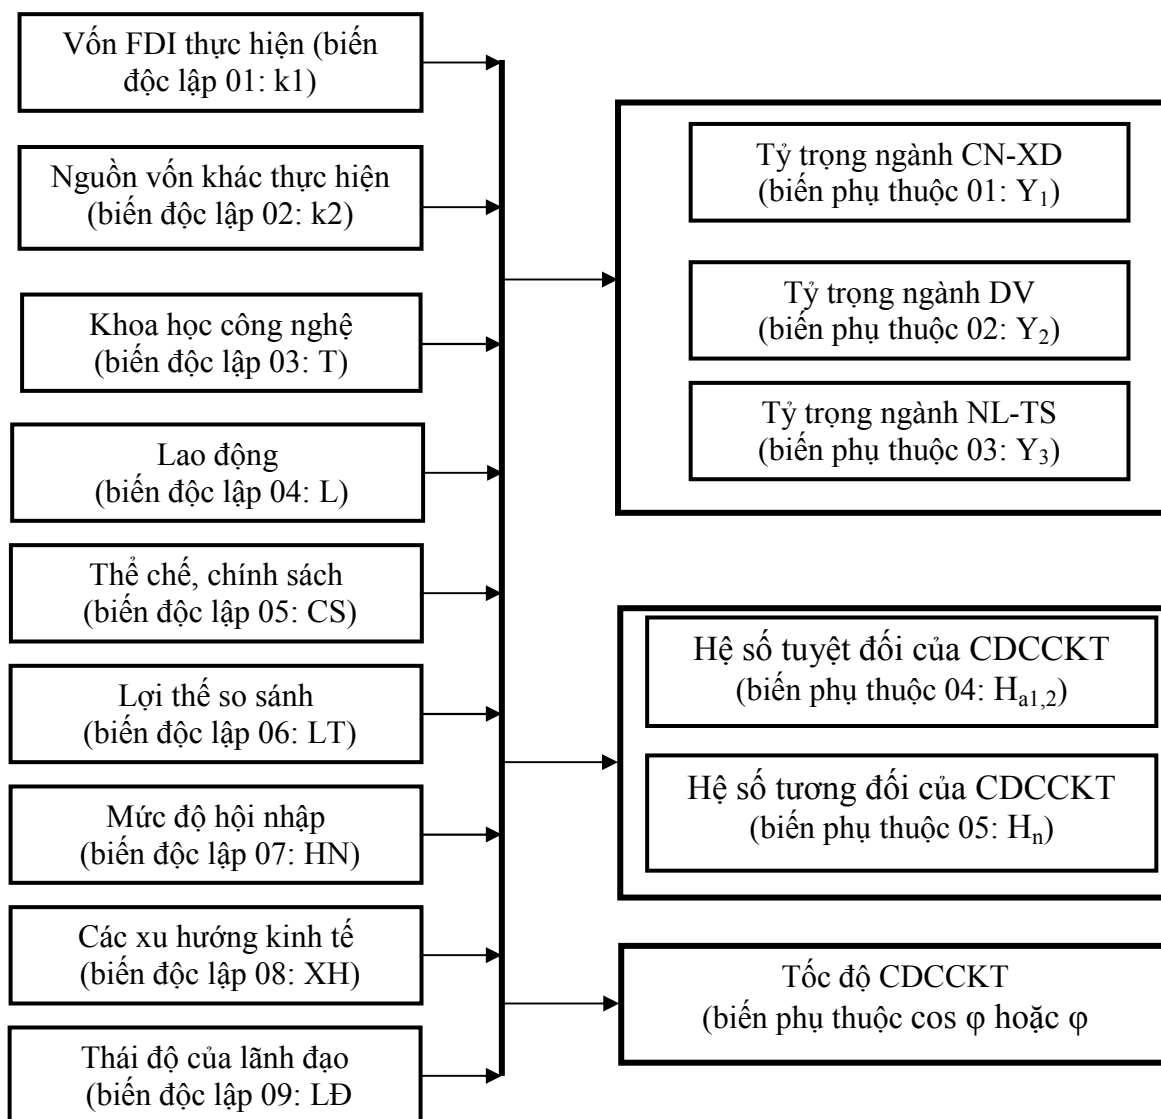 Vốn FDI thực hiện (biến
độc lập 01: k1)
Nguồn vốn khác thực hiện
(biến độc lập 02: k2)
Khoa học công nghệ
(biến độc lập 03: T)
Lao động
(biến độc lập 04: L)
Thể chế, chính sách
(biến độc lập 05: CS)
Lợi thế so sánh
(biến độc lập 06: LT)
Mức độ hội nhập
(biến độc lập 07: HN)
Các xu hướng kinh tế
(biến độc lập 08: XH)
Thái độ của lãnh đạo
(biến độc lập 09: LĐ
Tỷ trọng ngành CN-XD
(biến phụ thuộc 01: Y₁)
Tỷ trọng ngành DV
(biến phụ thuộc 02: Y₂)
Tỷ trọng ngành NL-TS
(biến phụ thuộc 03: Y₃)
Hệ số tuyệt đối của CDCCKT
(biến phụ thuộc 04: Hₐ₁,₂)
Hệ số tương đối của CDCCKT
(biến phụ thuộc 05: Hₙ)
Tốc độ CDCCKT
(biến phụ thuộc cos φ hoặc φ